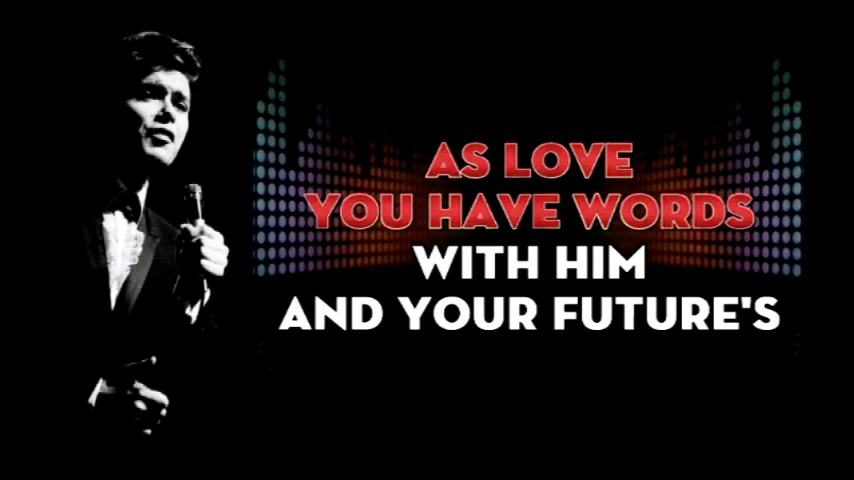 AS LOVE
YOU HAVE WORDS
WITH HIM
AND YOUR FUTURE'S